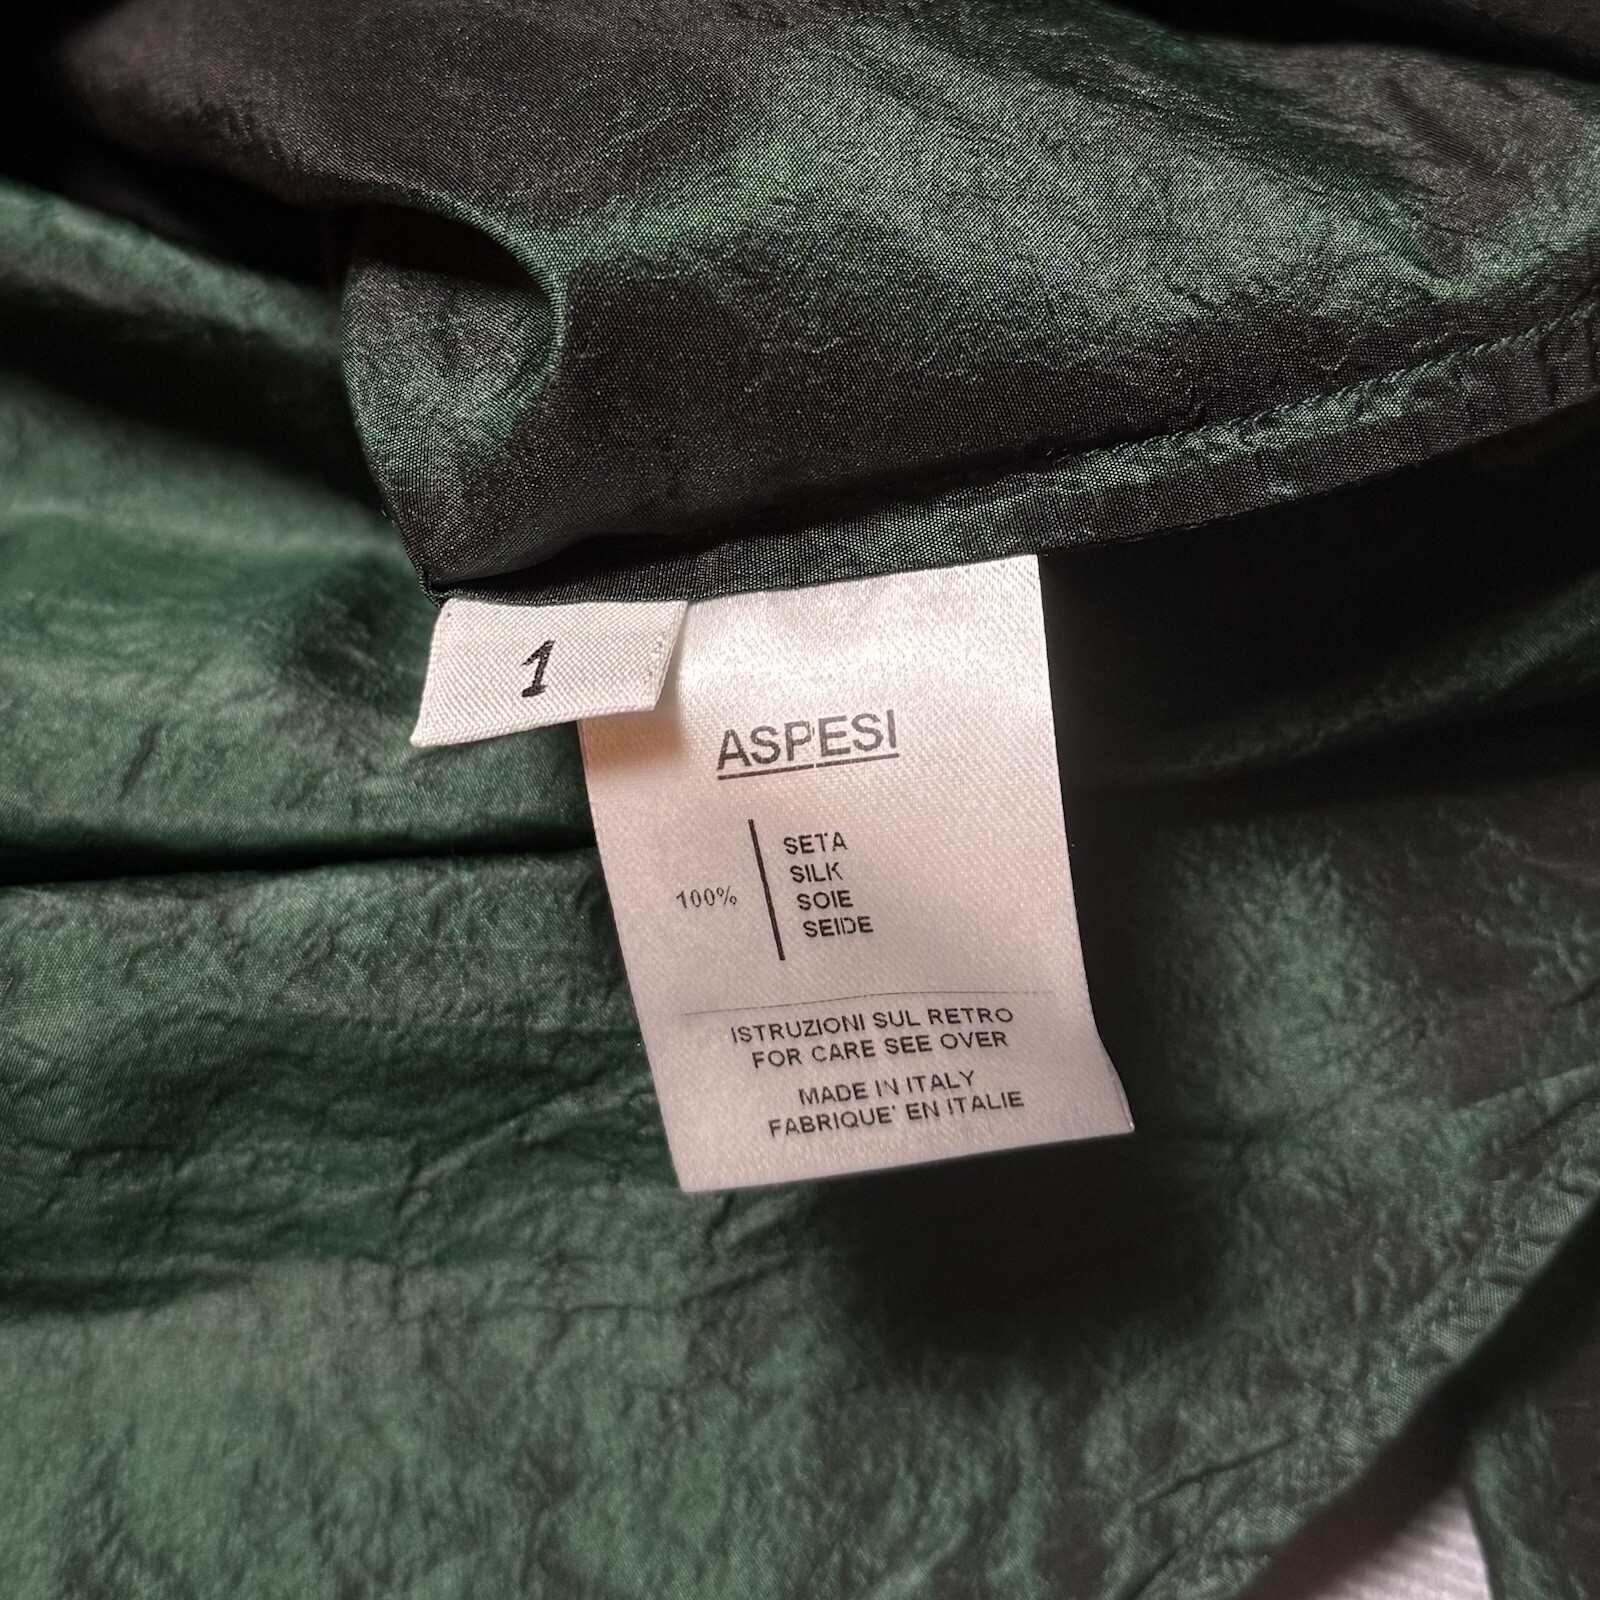 1
ASPESI
100%
SETA
SILK
SOIE
SEIDE
ISTRUZIONI SUL RETRO
FOR CARE SEE OVER
MADE IN ITALY
FABRIQUE' EN ITALIE